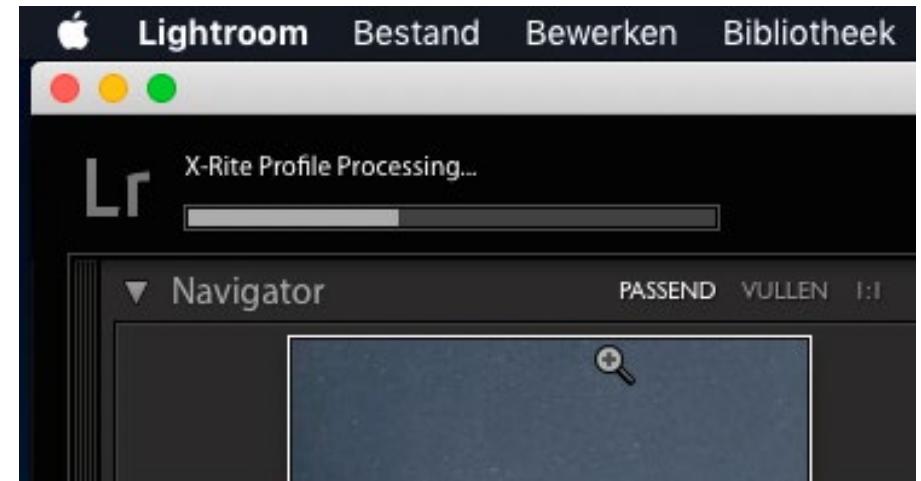 Lightroom Bestand Bewerken Bibliotheek
Lr
X-Rite Profile Processing...
Navigator PASSEND VULLEN 1:1